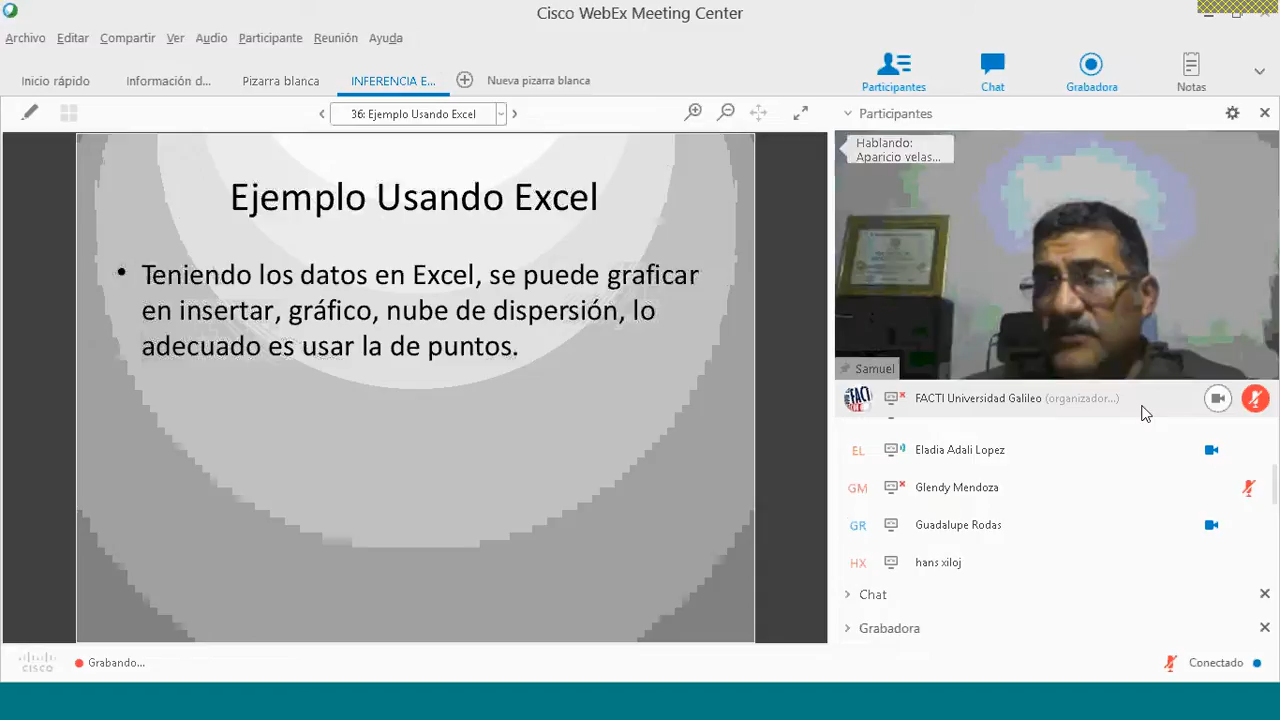 Cisco WebEx Meeting Center
Archivo Editar Compartir Ver Audio Participante Reunión Ayuda
Inicio rápido Información d... Pizarra blanca INFERENCIA E... Nueva pizarra blanca
Participantes Chat Grabadora Notas
36: Ejemplo Usando Excel
Participantes
Hablando:
Aparicio velas...
Ejemplo Usando Excel
• Teniendo los datos en Excel, se puede graficar
en insertar, gráfico, nube de dispersión, lo
adecuado es usar la de puntos.
Samuel
FACTI Universidad Galileo (organizador...)
EL Eladia Adali Lopez
GM Glendy Mendoza
GR Guadalupe Rodas
HX hans xiloj
Chat
Grabadora
CISCO Grabando... Conectado